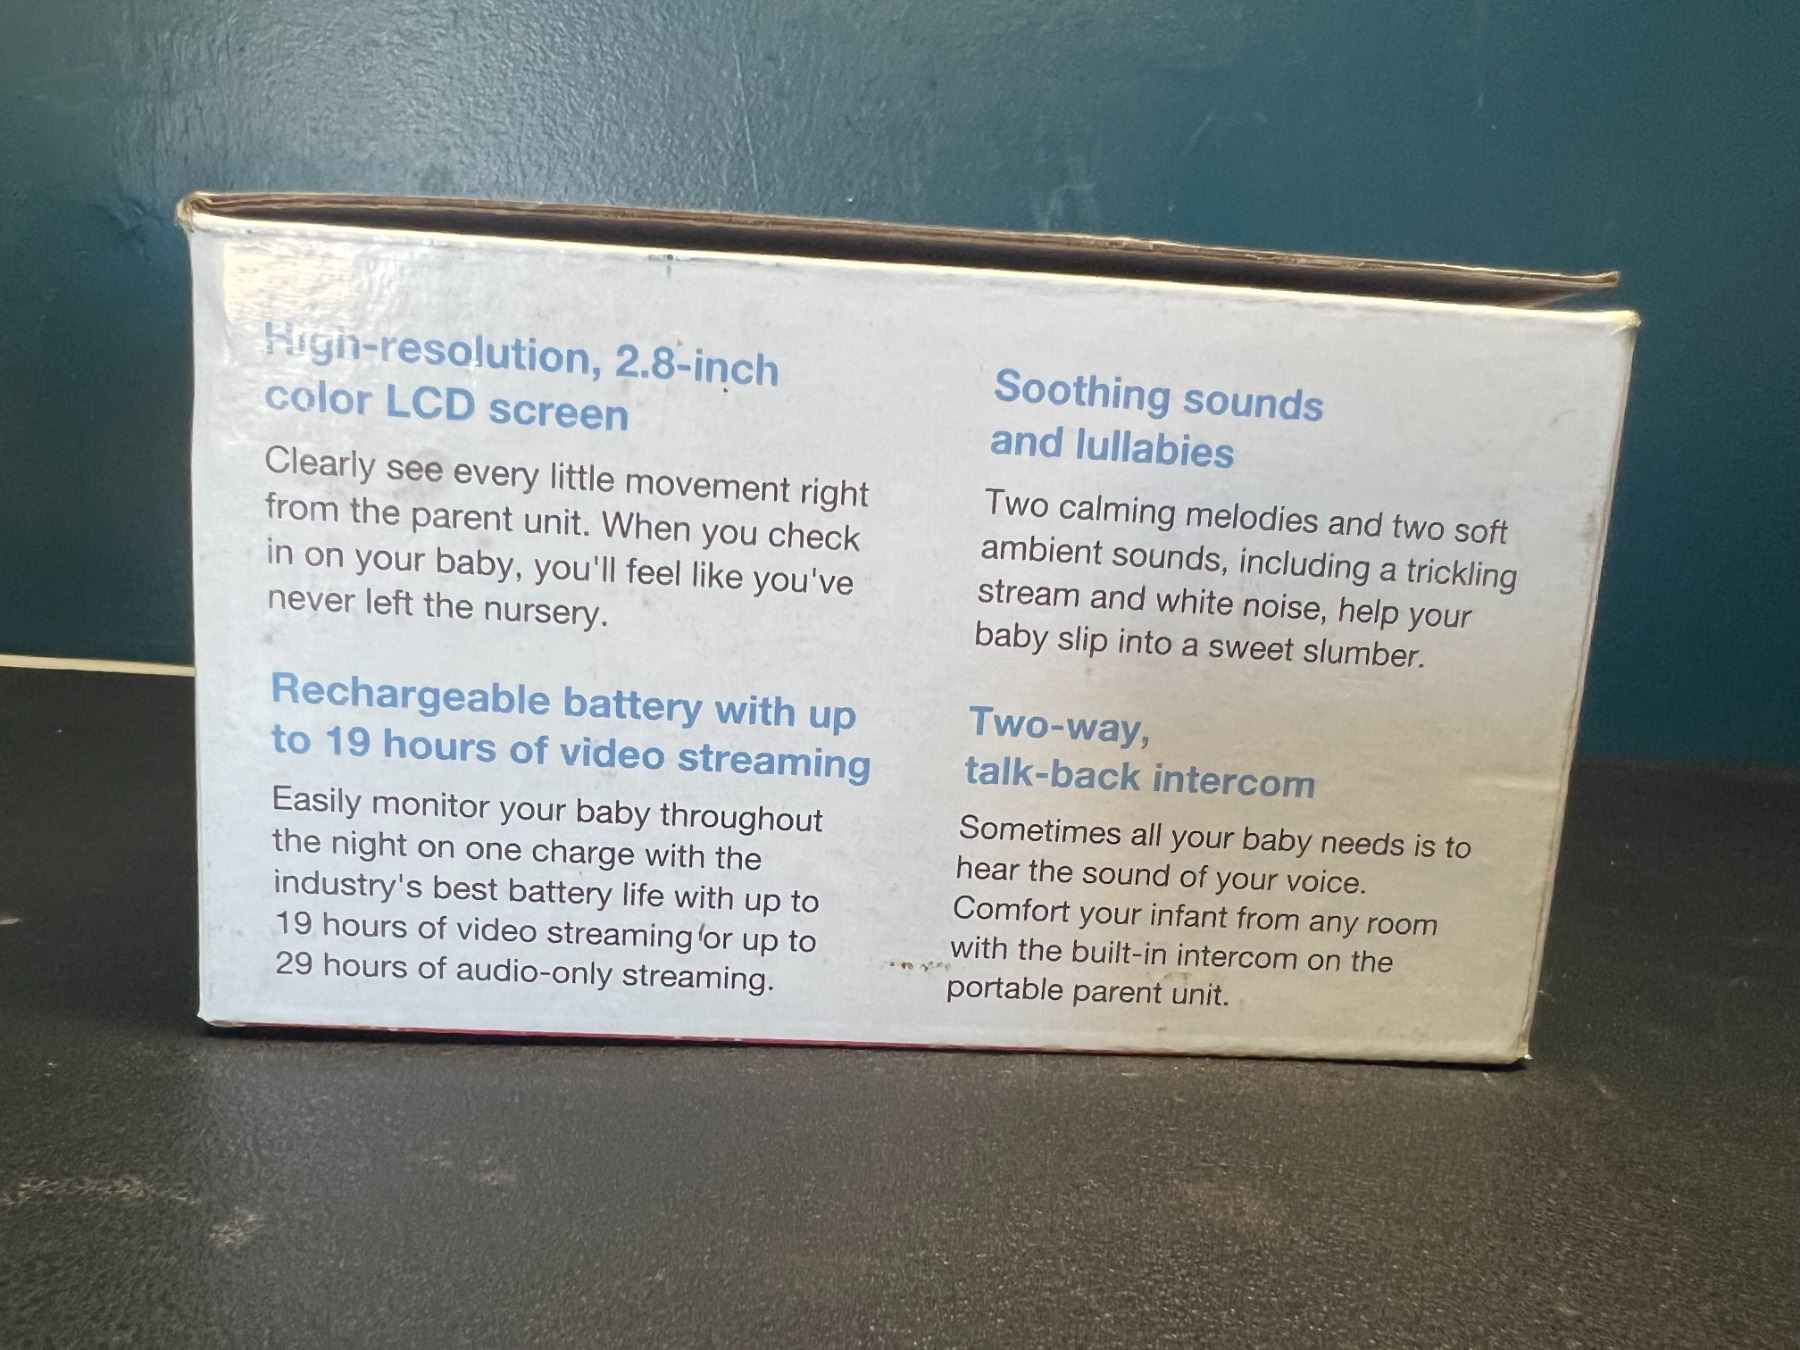 High-resolution, 2.8-inch
color LCD screen
Clearly see every little movement right
from the parent unit. When you check
in on your baby, you'll feel like you've
never left the nursery.
Rechargeable battery with up
to 19 hours of video streaming
Easily monitor your baby throughout
the night on one charge with the
industry's best battery life with up to
19 hours of video streaming or up to
29 hours of audio-only streaming.
Soothing sounds
and lullabies
Two calming melodies and two soft
ambient sounds, including a trickling
stream and white noise, help your
baby slip into a sweet slumber.
Two-way,
talk-back intercom
Sometimes all your baby needs is to
hear the sound of your voice.
Comfort your infant from any room
with the built-in intercom on the
portable parent unit.